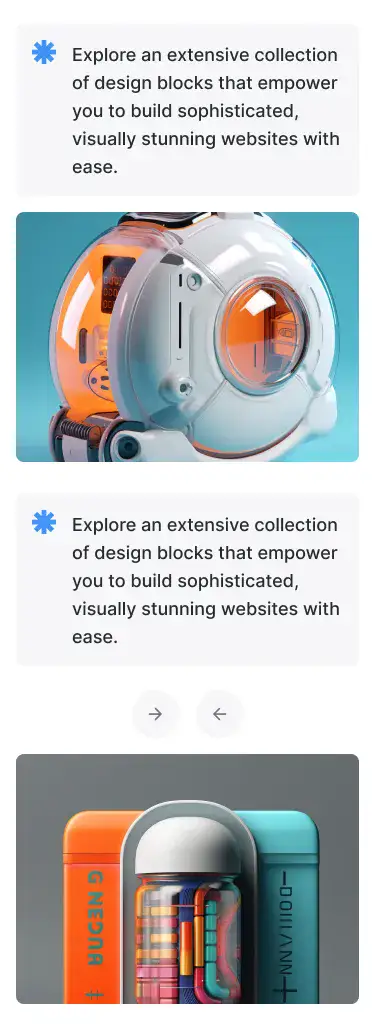 Explore an extensive collection
of design blocks that empower
you to build sophisticated,
visually stunning websites with
ease.
Explore an extensive collection
of design blocks that empower
you to build sophisticated,
visually stunning websites with
ease.